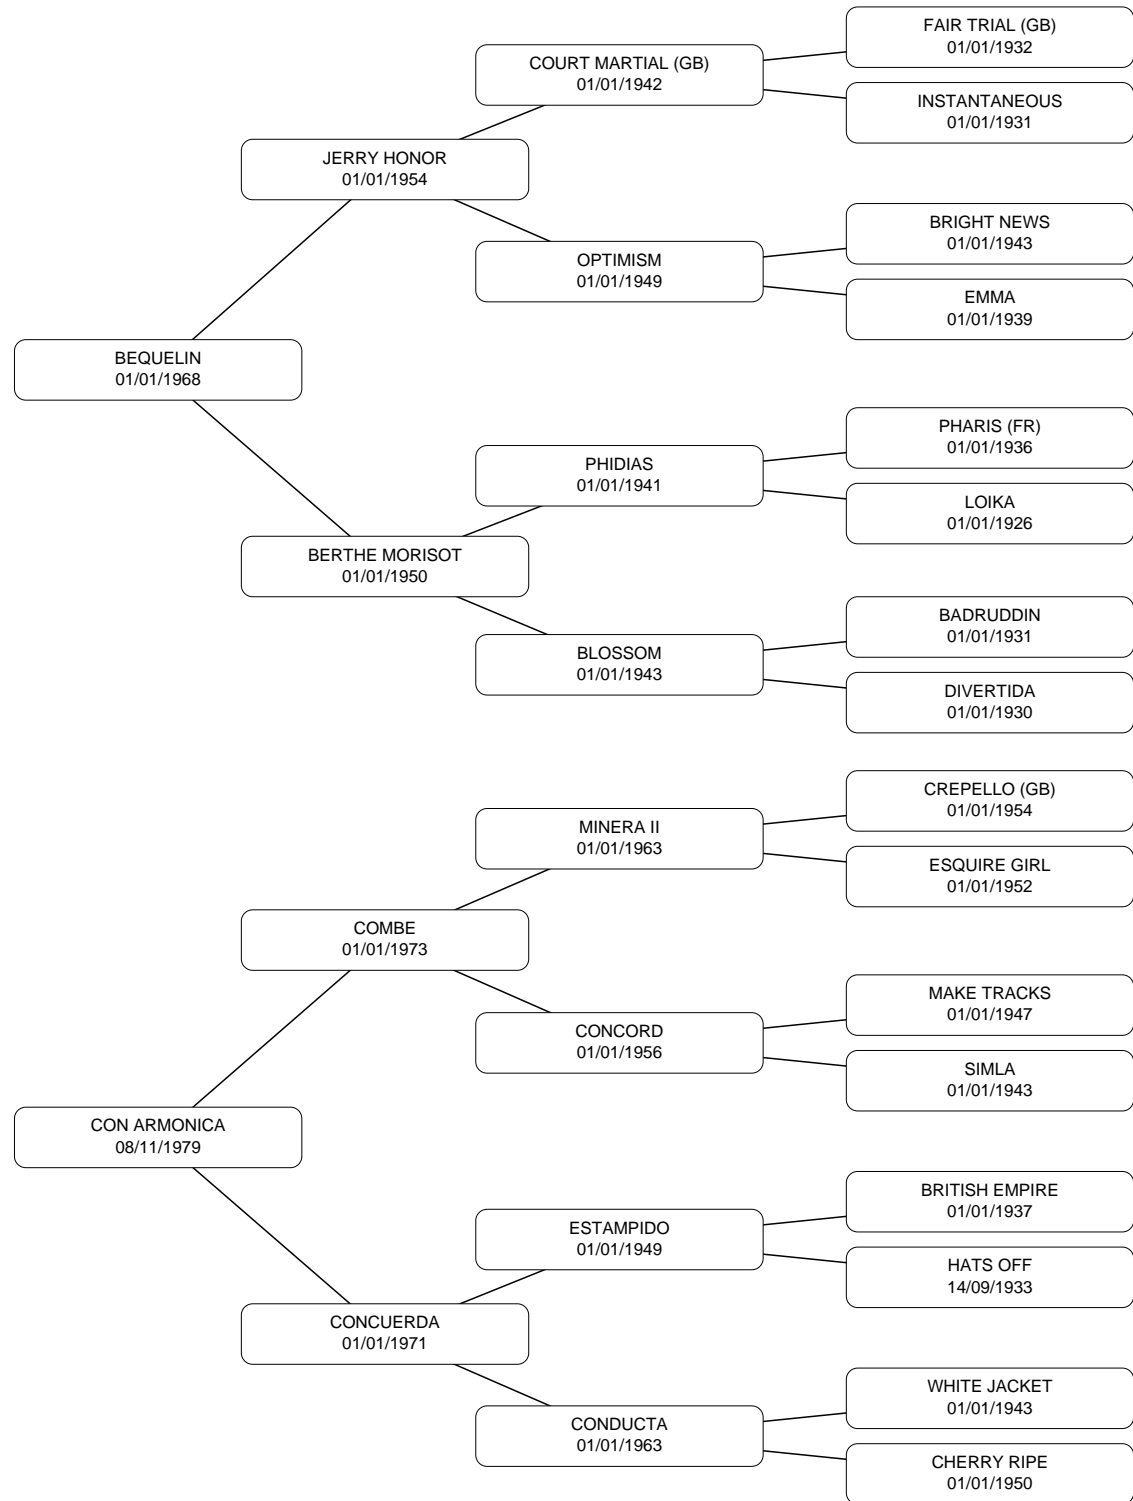 FAIR TRIAL (GB)
01/01/1932
COURT MARTIAL (GB)
01/01/1942
INSTANTANEOUS
01/01/1931
JERRY HONOR
01/01/1954
BRIGHT NEWS
01/01/1943
OPTIMISM
01/01/1949
EMMA
01/01/1939
BEQUELIN
01/01/1968
PHARIS (FR)
01/01/1936
PHIDIAS
01/01/1941
LOIKA
01/01/1926
BERTHE MORISOT
01/01/1950
BADRUDDIN
01/01/1931
BLOSSOM
01/01/1943
DIVERTIDA
01/01/1930
CREPELLO (GB)
01/01/1954
MINERA II
01/01/1963
ESQUIRE GIRL
01/01/1952
COMBE
01/01/1973
MAKE TRACKS
01/01/1947
CONCORD
01/01/1956
SIMLA
01/01/1943
CON ARMONICA
08/11/1979
BRITISH EMPIRE
01/01/1937
ESTAMPIDO
01/01/1949
HATS OFF
14/09/1933
CONCUERDA
01/01/1971
WHITE JACKET
01/01/1943
CONDUCTA
01/01/1963
CHERRY RIPE
01/01/1950